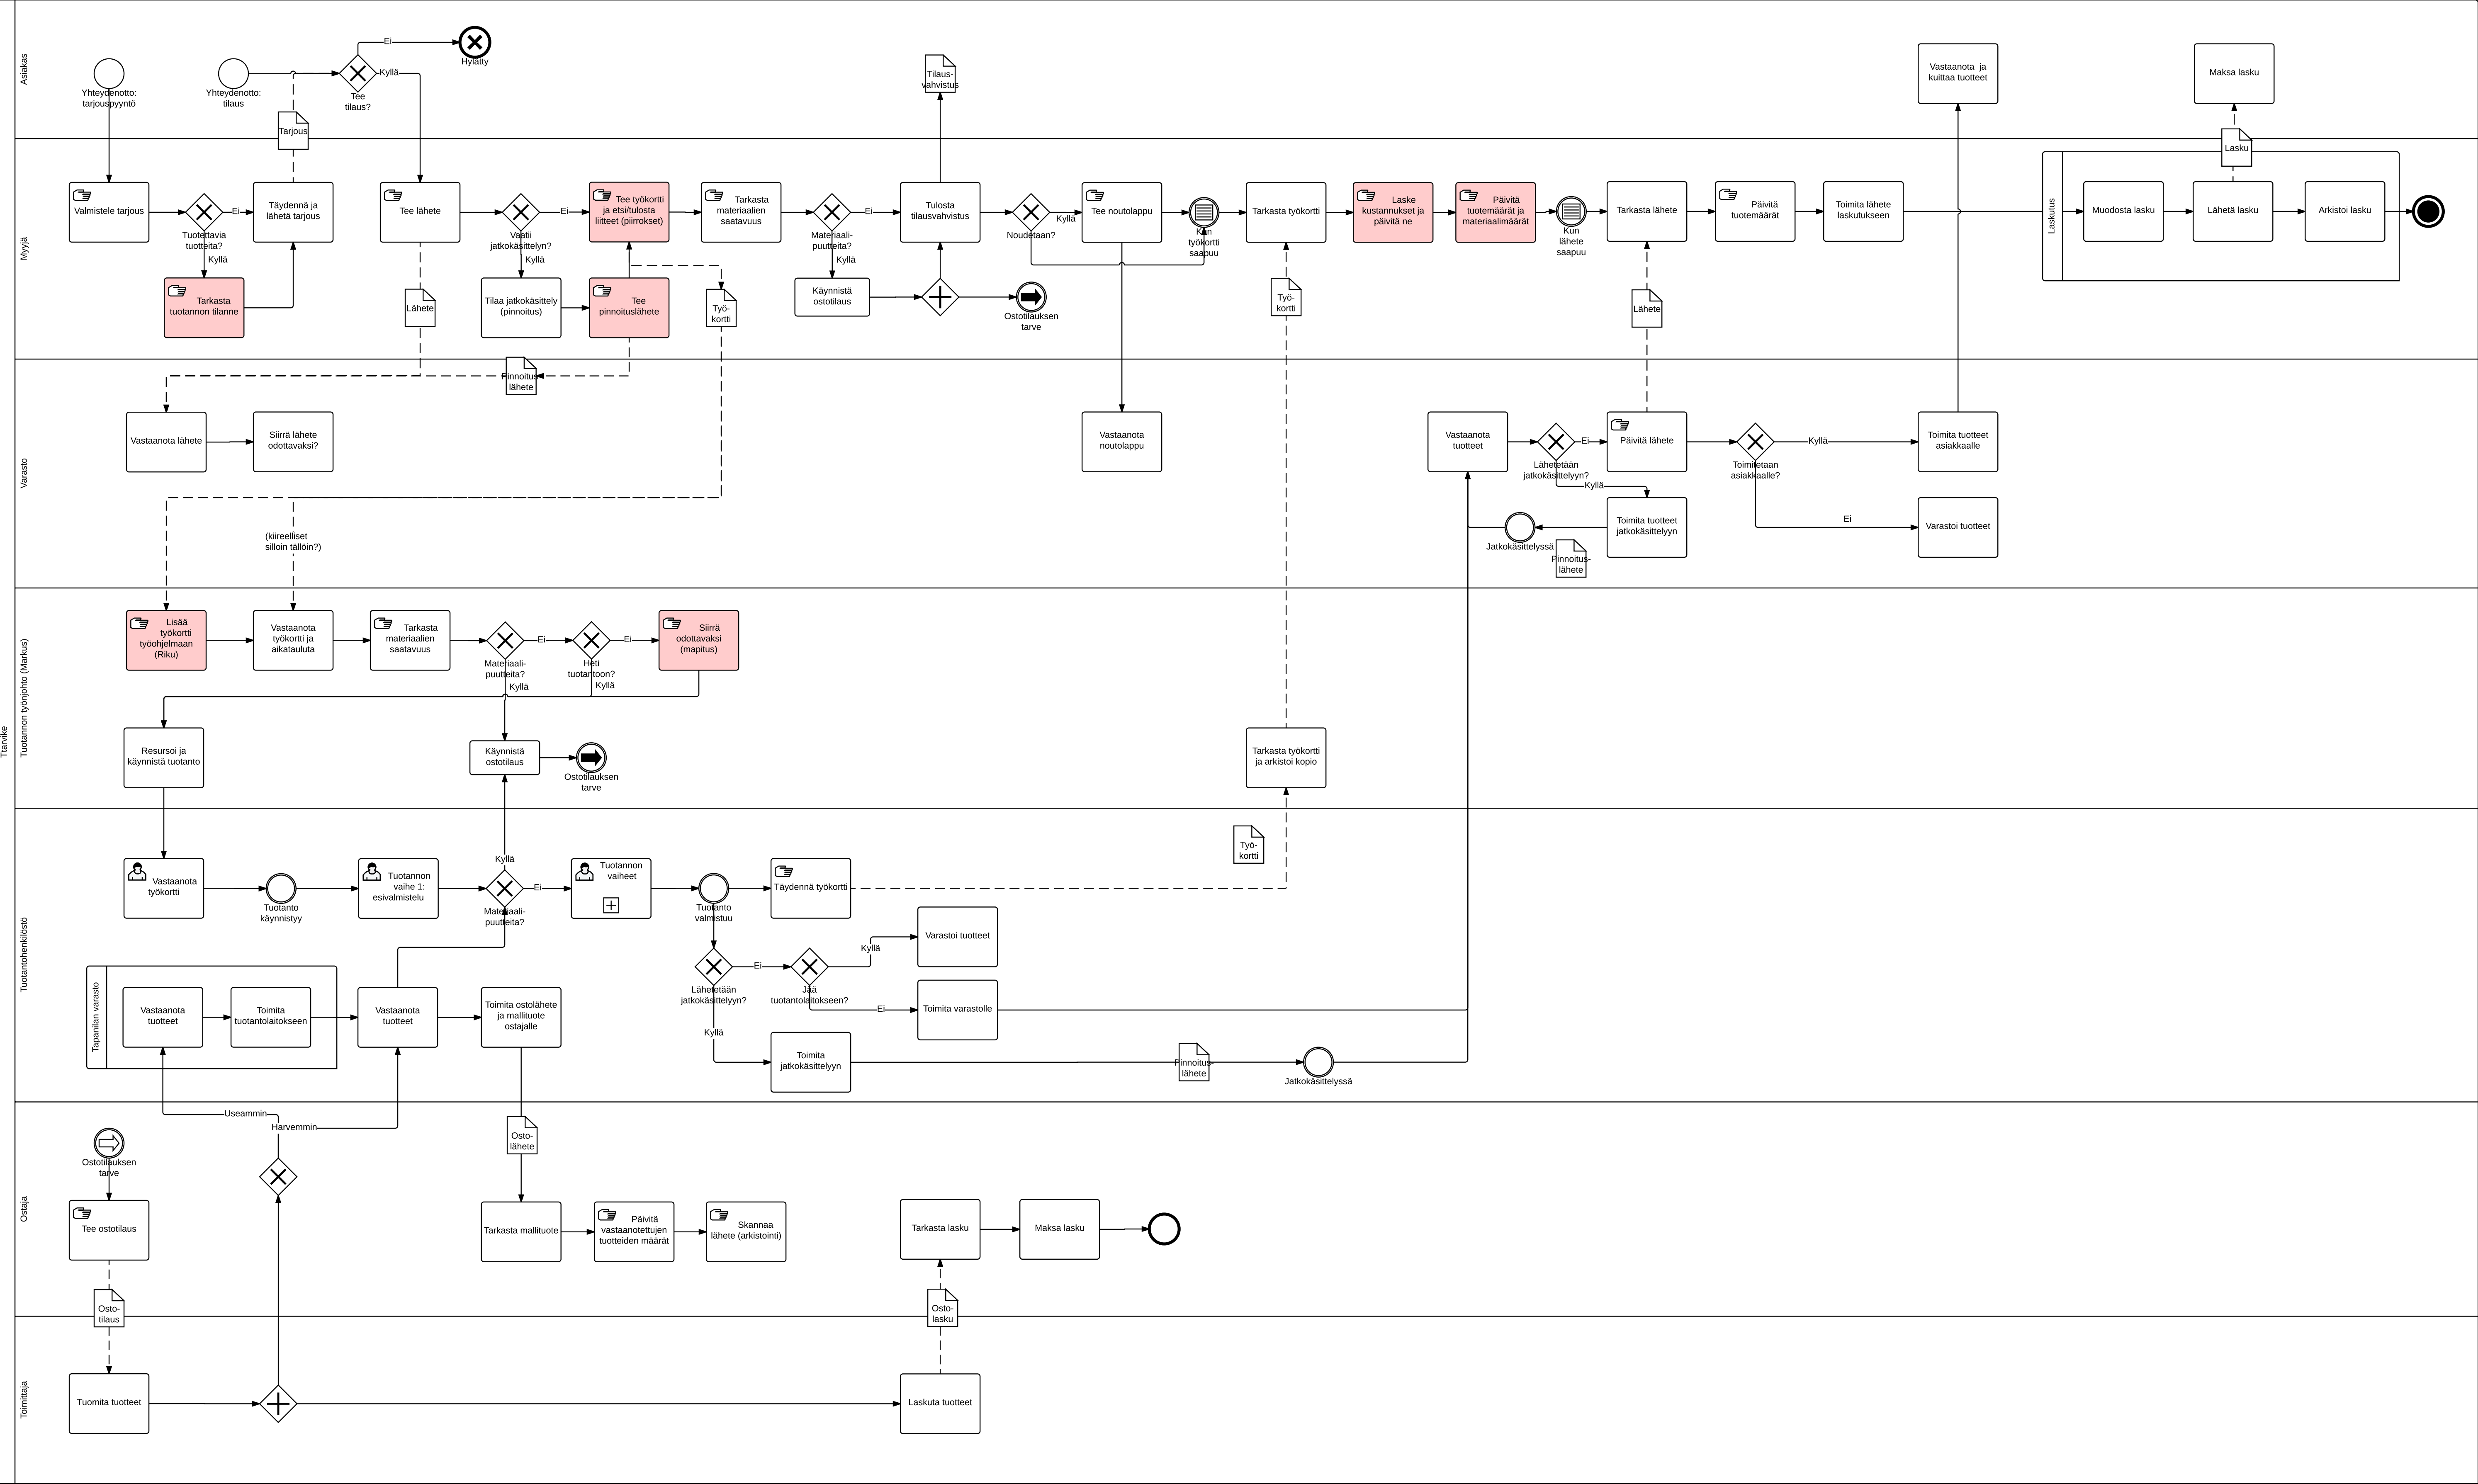 Ttarvike
Asiakas
Yhteydenotto:
tarjouspyyntö
Yhteydenotto:
tilaus
Tarjous
Tee
tilaus?
Ei
Kyllä
Hylätty
Tilaus-
vahvistus
Vastaanota ja
kuittaa tuotteet
Maksa lasku
Myyjä
Valmistele tarjous
Tuotettavia
tuotteita?
Ei
Kyllä
Täydennä ja
lähetä tarjous
Tarkasta
tuotannon tilanne
Tee lähete
Lähete
Vaatii
jatkokäsittelyn?
Ei
Kyllä
Tilaa jatkokäsittely
(pinnoitus)
Tee työkortti
ja etsi/tulosta
liitteet (piirrokset)
Tee
pinnoituslähete
Työ-
kortti
Tarkasta
materiaalien
saatavuus
Materiaali-
puutteita?
Ei
Kyllä
Käynnistä
ostotilaus
Tulosta
tilausvahvistus
Ostotilauksen
tarve
Noudetaan?
Kyllä
Tee noutolappu
Kun
työkortti
saapuu
Tarkasta työkortti
Työ-
kortti
Laske
kustannukset ja
päivitä ne
Päivitä
tuotemäärät ja
materiaalimäärät
Kun
lähete
saapuu
Tarkasta lähete
Lähete
Päivitä
tuotemäärät
Toimita lähete
laskutukseen
Laskutus
Muodosta lasku
Lasku
Lähetä lasku
Arkistoi lasku
Varasto
Pinnoitus-
lähete
Vastaanota lähete
Siirrä lähete
odottavaksi?
(kiireelliset
silloin tällöin?)
Vastaanota
noutolappu
Vastaanota
tuotteet
Lähetetään
jatkokäsittelyyn?
Ei
Kyllä
Päivitä lähete
Toimita tuotteet
jatkokäsittelyyn
Jatkokäsittelyssä
Pinnoitus-
lähete
Toimitetaan
asiakkaalle?
Kyllä
Ei
Toimita tuotteet
asiakkaalle
Varastoi tuotteet
Tuotannon työnjohto (Markus)
Lisää
työkortti
työohjelmaan
(Riku)
Vastaanota
työkortti ja
aikatauluta
Tarkasta
materiaalien
saatavuus
Materiaali-
puutteita?
Ei
Kyllä
Heti
tuotantoon?
Ei
Kyllä
Siirrä
odottavaksi
(mapitus)
Resursoi ja
käynnistä tuotanto
Käynnistä
ostotilaus
Ostotilauksen
tarve
Tarkasta työkortti
ja arkistoi kopio
Tuotantohenkilöstö
Vastaanota
työkortti
Tuotanto
käynnistyy
Tuotannon
vaihe 1:
esivalmistelu
Kyllä
Materiaali-
puutteita?
Ei
Tuotannon
vaiheet
Tuotanto
valmistuu
Täydennä työkortti
Työ-
kortti
Lähetetään
jatkokäsittelyyn?
Ei
Kyllä
Jää
tuotantolaitokseen?
Kyllä
Ei
Varastoi tuotteet
Toimita varastolle
Toimita
jatkokäsittelyyn
Pinnoitus-
lähete
Jatkokäsittelyssä
Tapanilan varasto
Vastaanota
tuotteet
Toimita
tuotantolaitokseen
Vastaanota
tuotteet
Toimita ostolähete
ja mallituote
ostajalle
Ostaja
Useammin
Harvemmin
Ostotilauksen
tarve
Tee ostotilaus
Osto-
tilaus
Osto-
lähete
Tarkasta mallituote
Päivitä
vastaanotettujen
tuotteiden määrät
Skannaa
lähete (arkistointi)
Tarkasta lasku
Maksa lasku
Osto-
lasku
Toimittaja
Tuomita tuotteet
Laskuta tuotteet